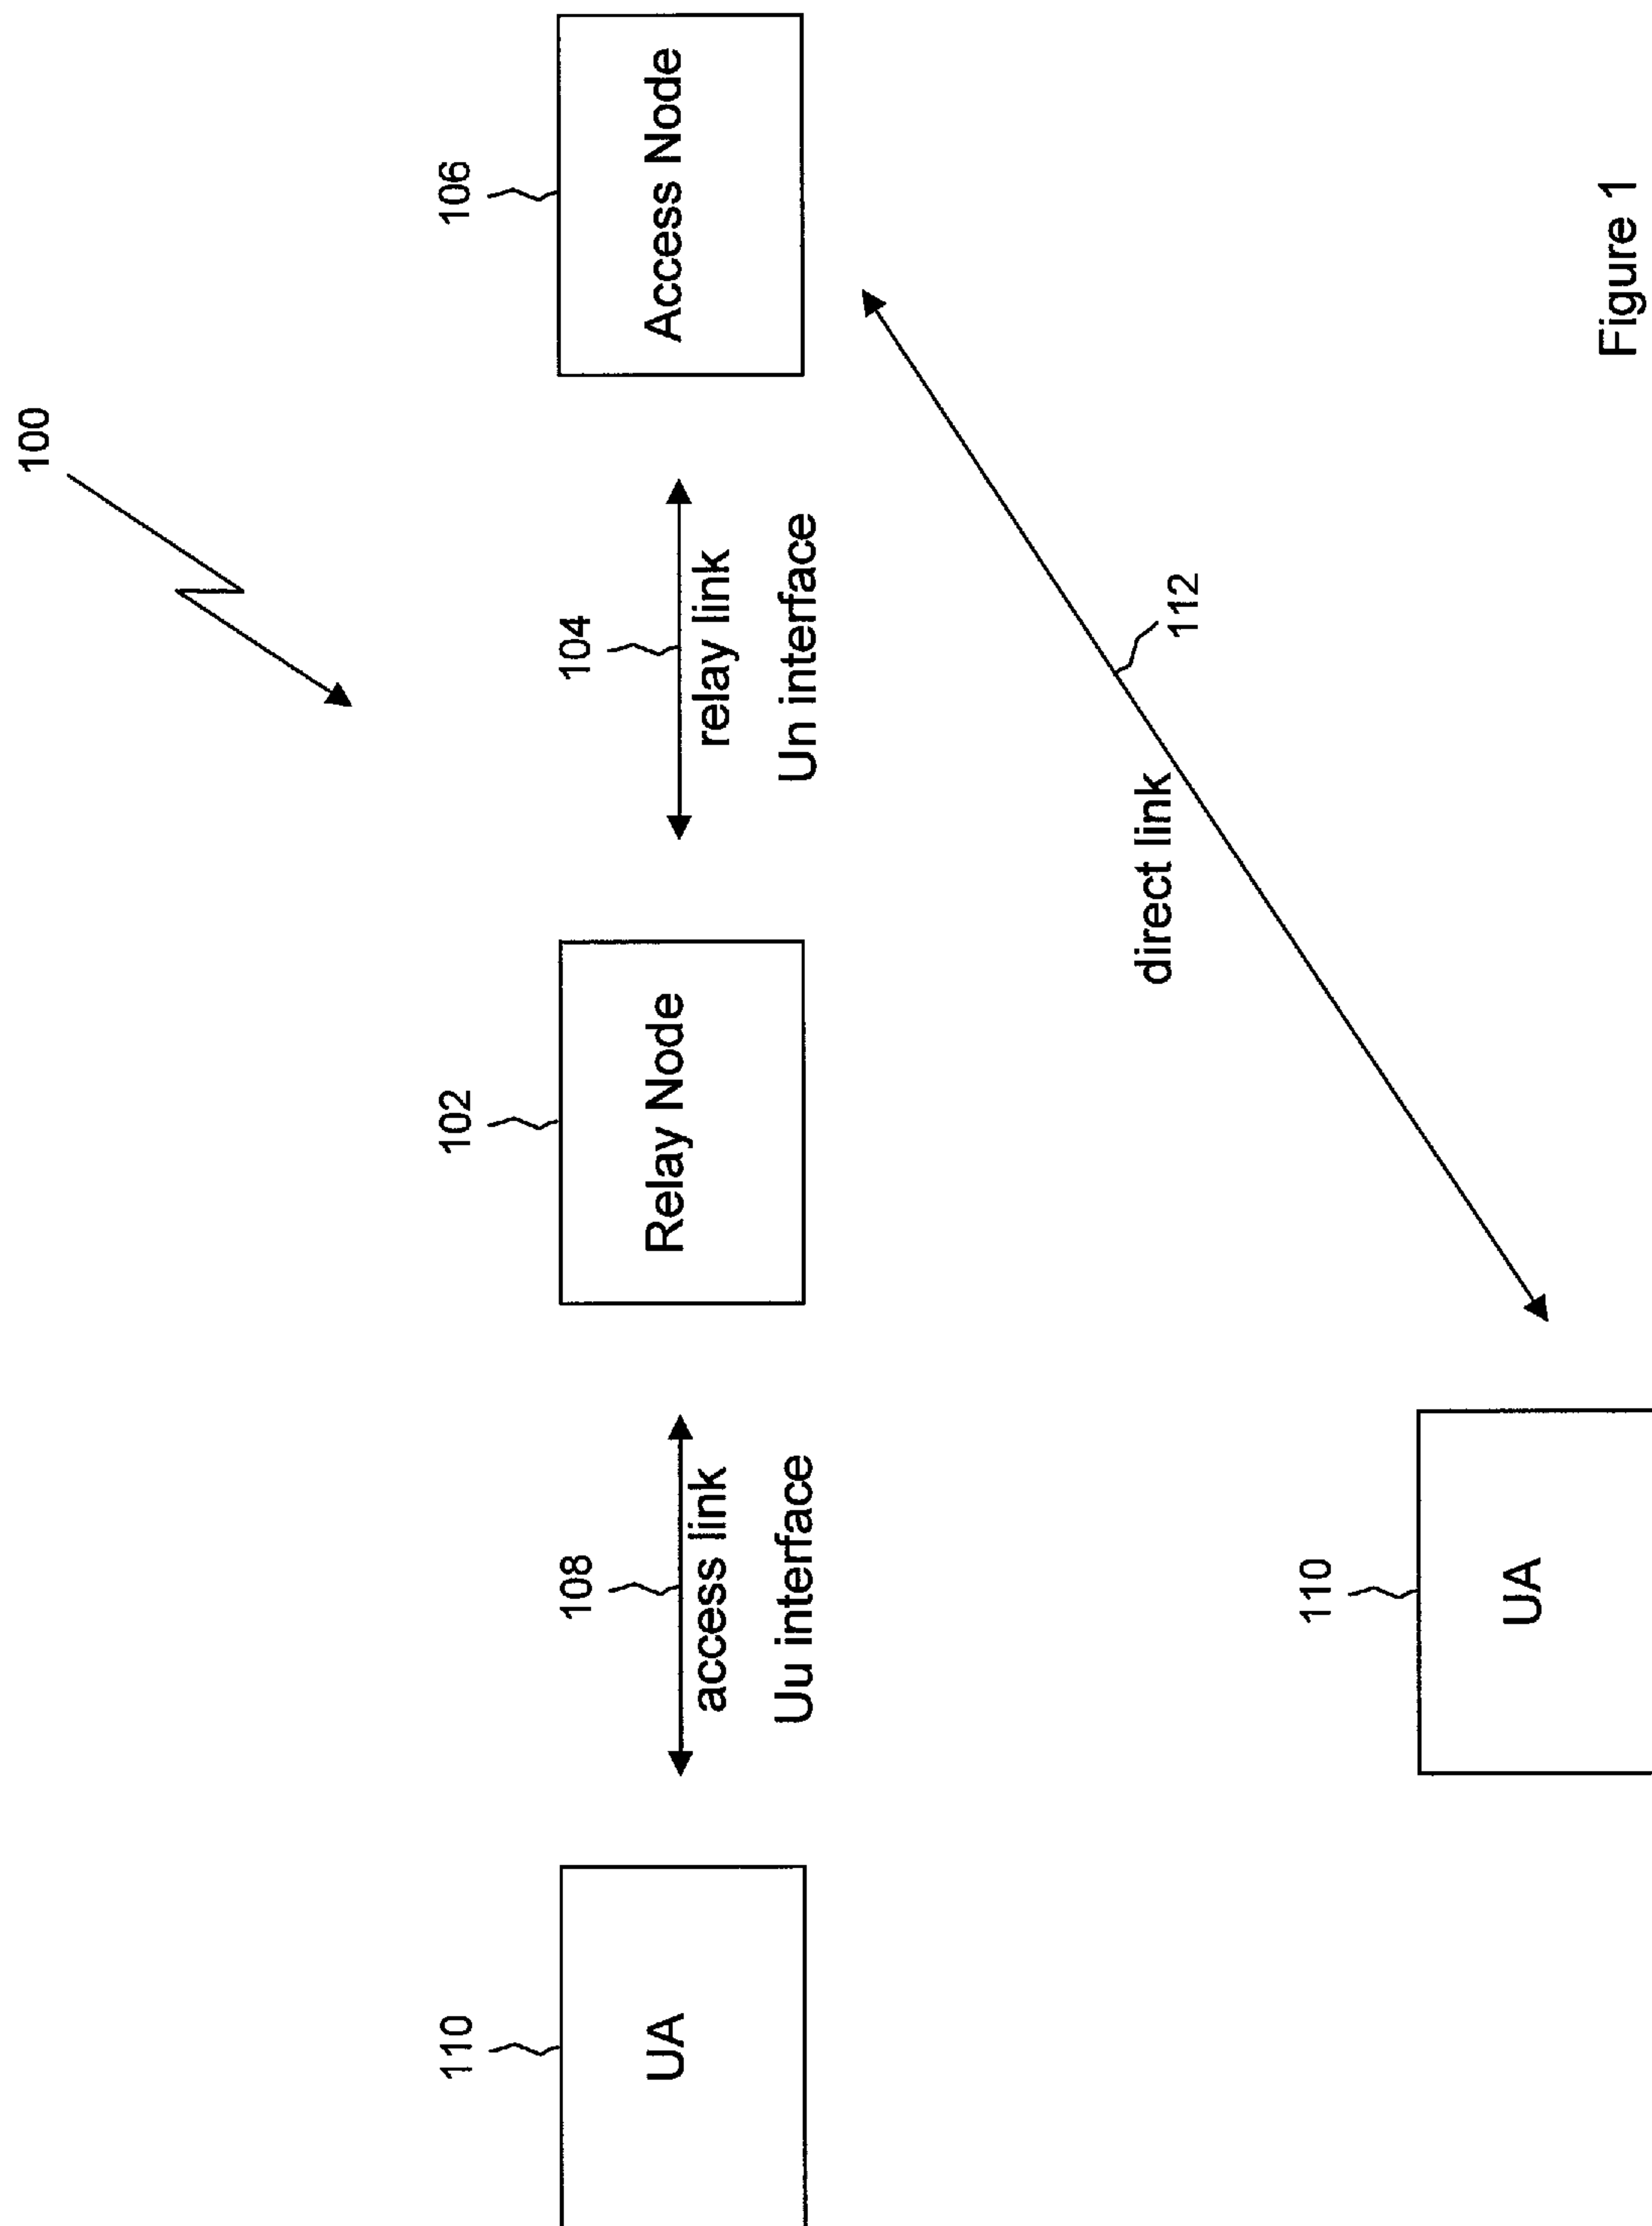 100
110
UA
108
access link
Uu interface
102
Relay Node
104
relay link
Un interface
106
Access Node
direct link
112
110
UA
Figure 1